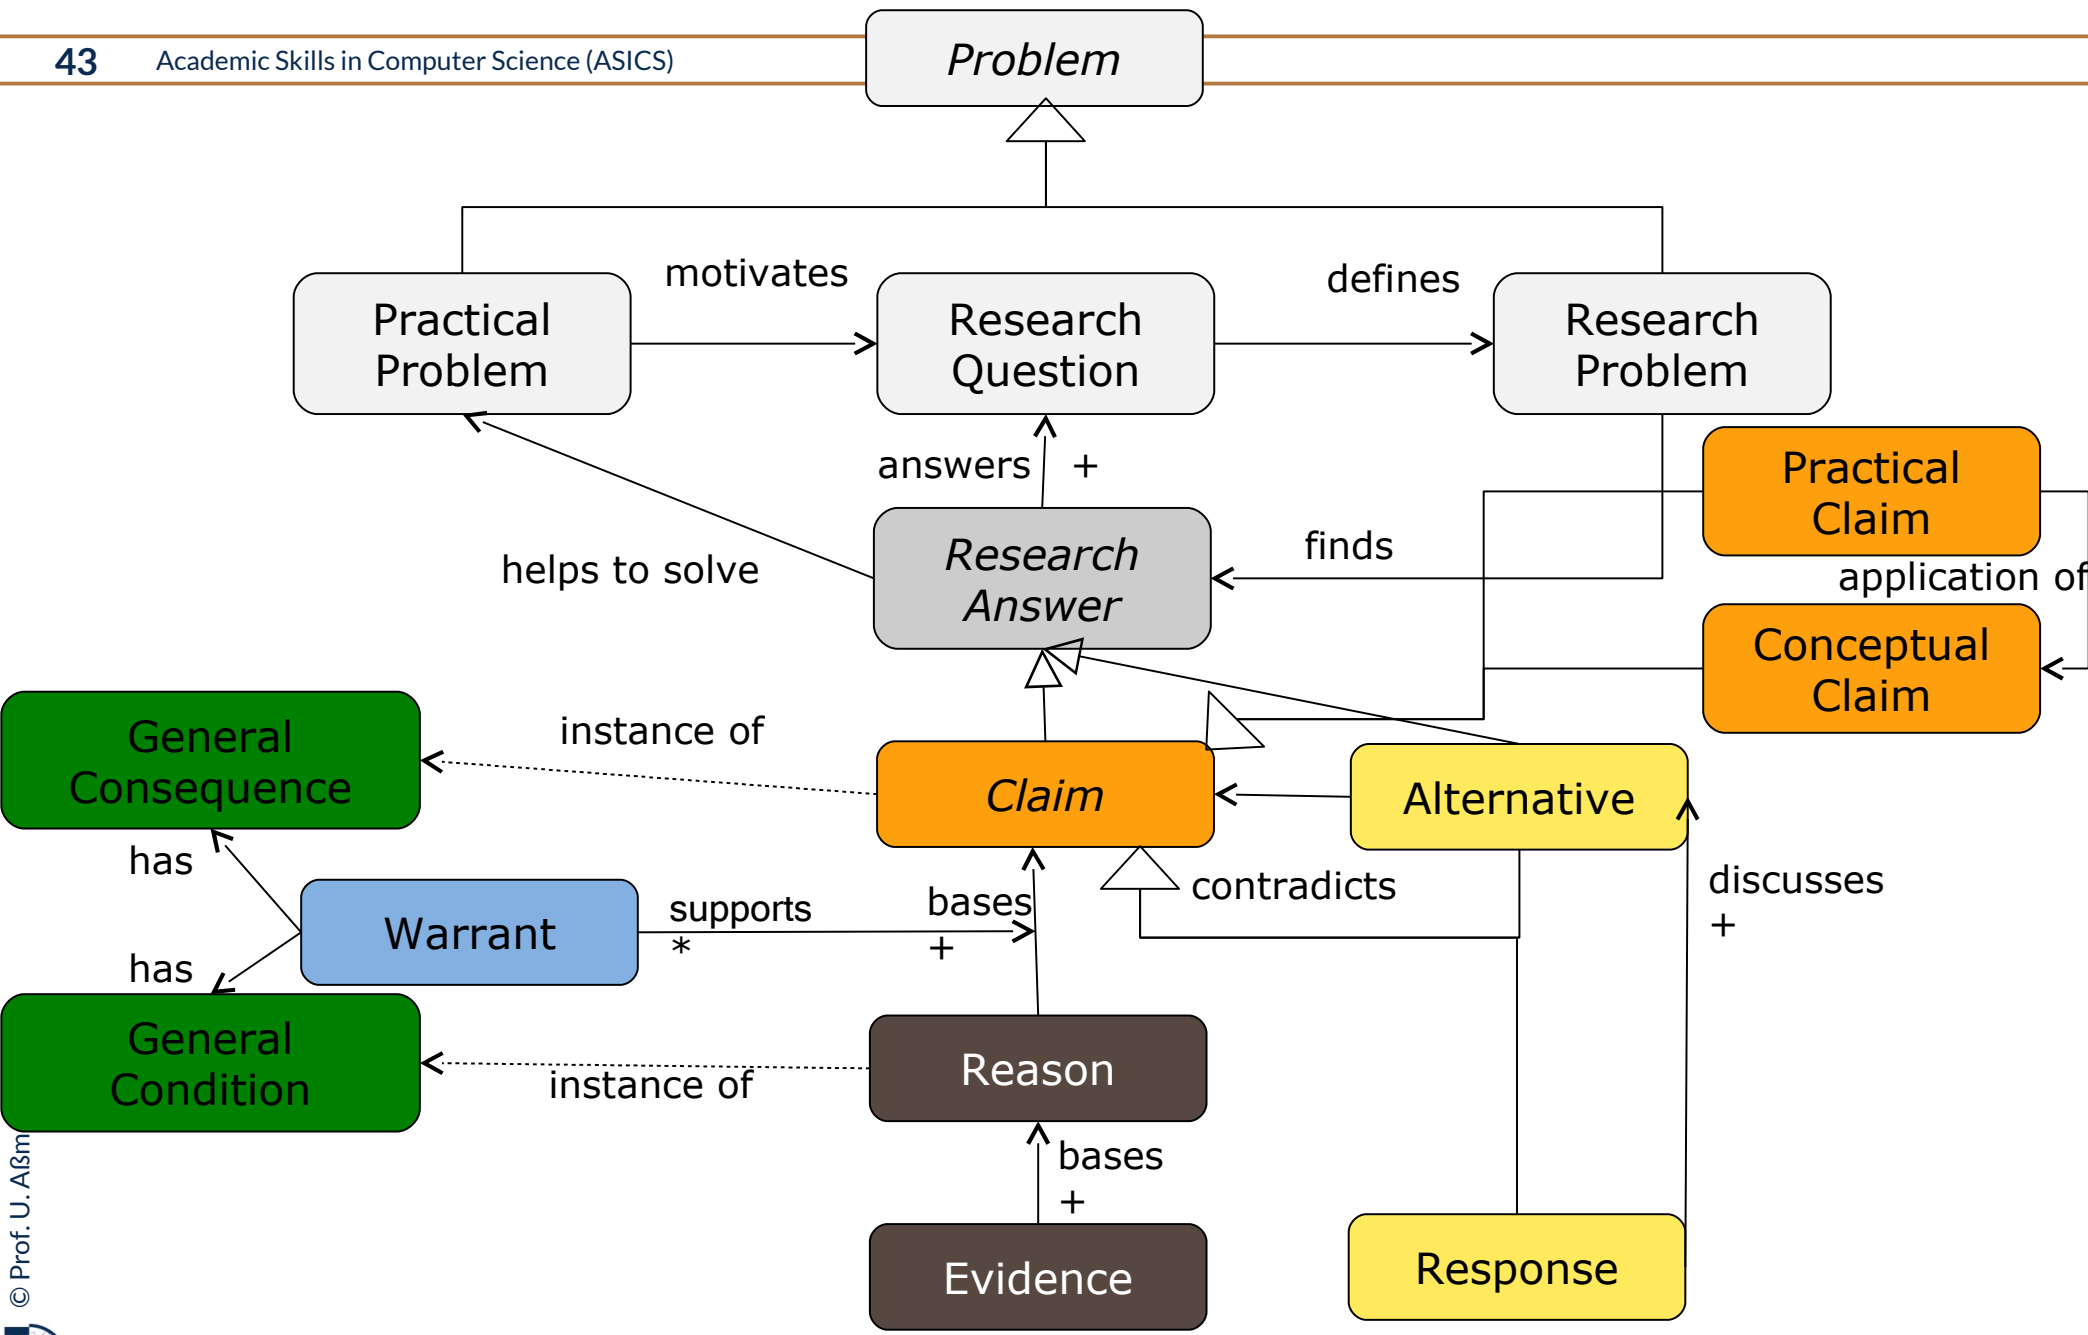 43 Academic Skills in Computer Science (ASICS)
Problem
motivates
defines
Practical
Problem
Research
Question
Research
Problem
answers +
Practical
Claim
finds
Research
Answer
helps to solve
application of
Conceptual
Claim
General
Consequence
instance of
Claim
Alternative
has
contradicts
discusses
+
Warrant
supports
*
bases
+
has
General
Condition
instance of
Reason
bases
+
Evidence
Response
© Prof. U. Aßm